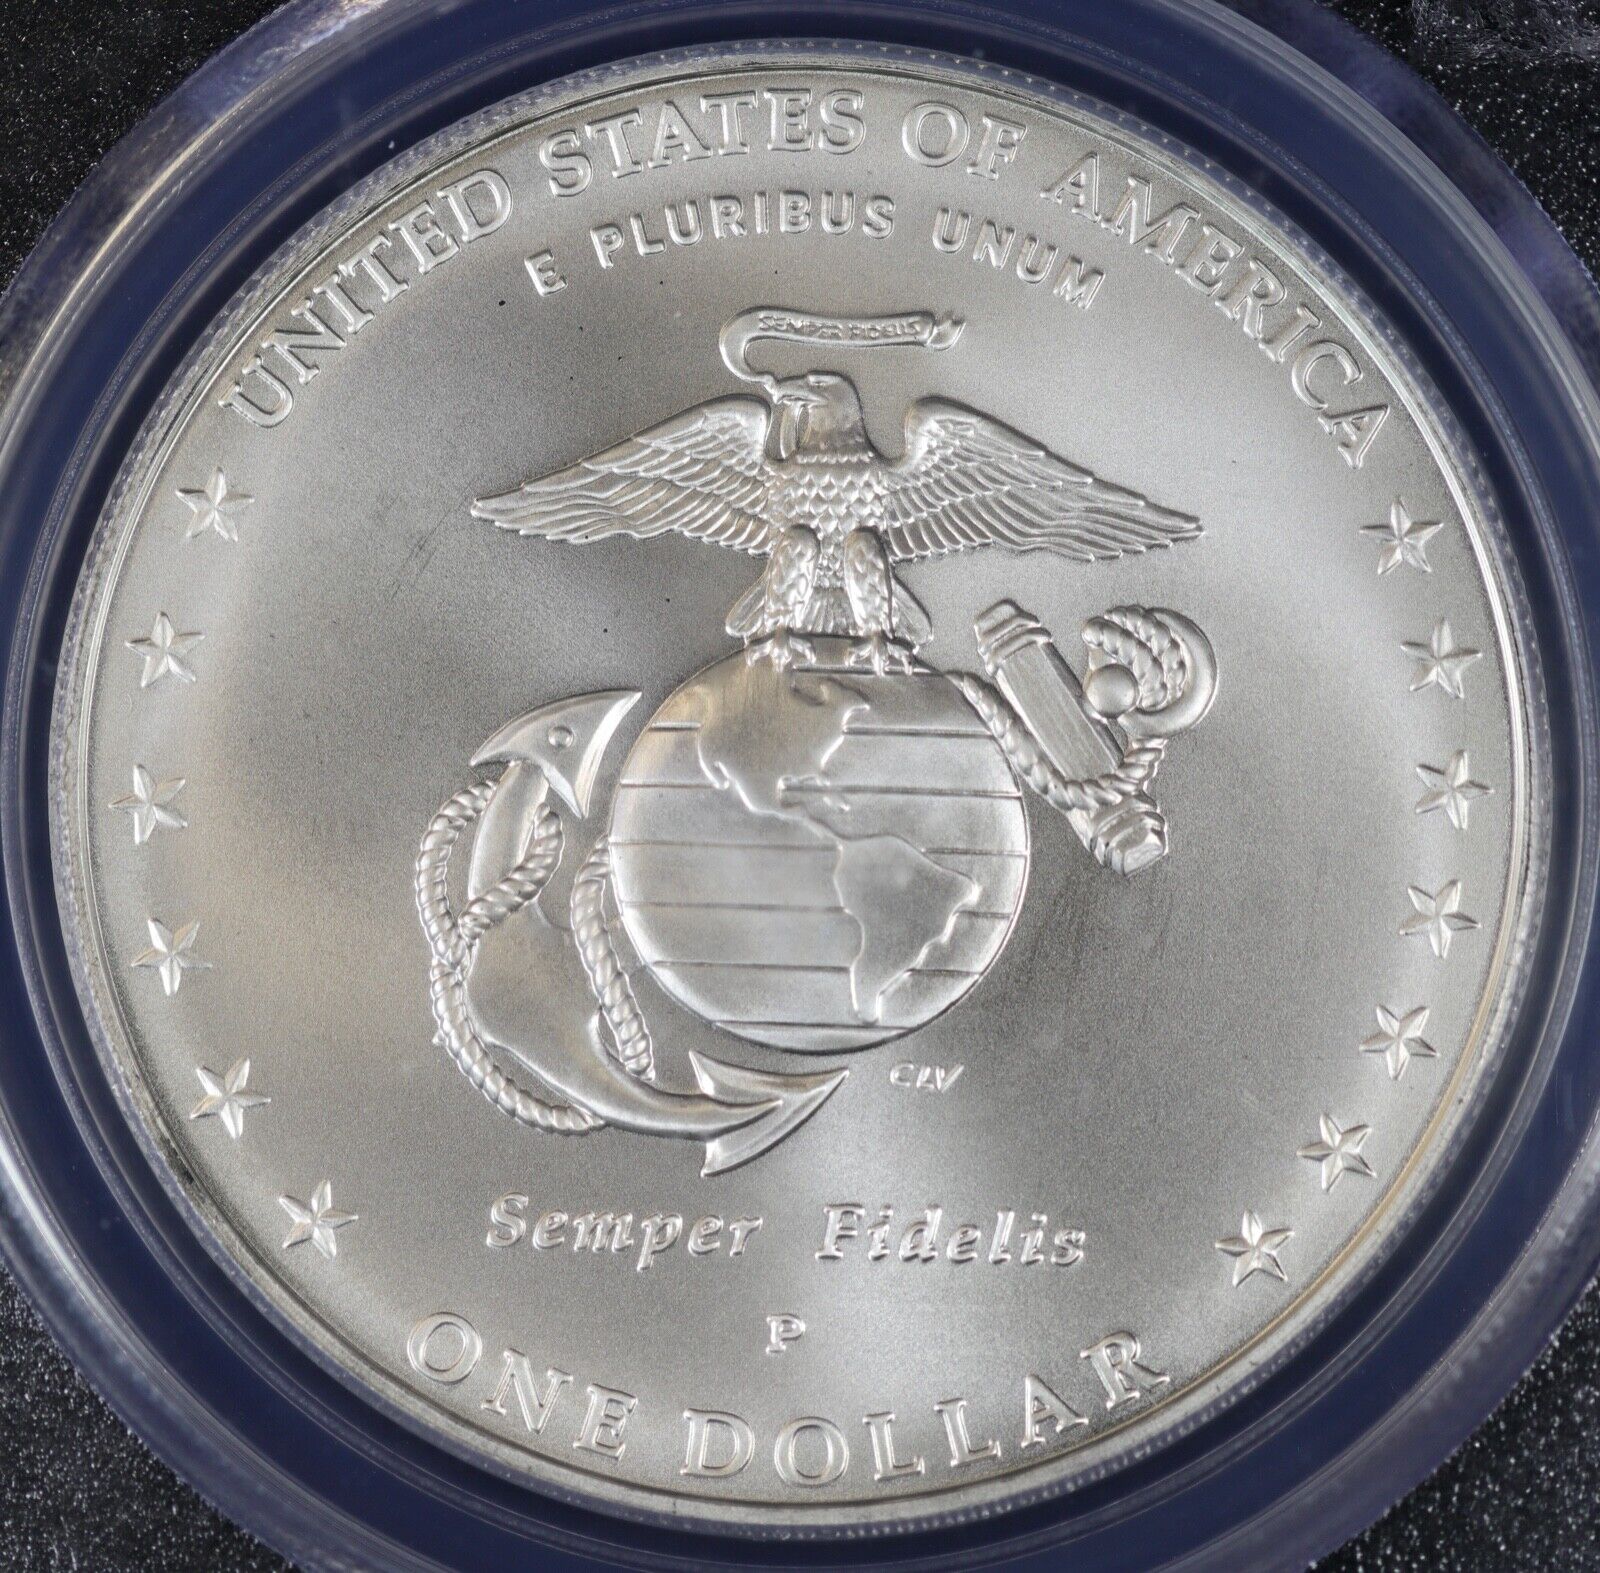 UNITED STATES OF AMERICA
E PLURIBUS UNUM
SEMPER FIDELIS
CLV
Semper Fidelis
P
ONE DOLLAR